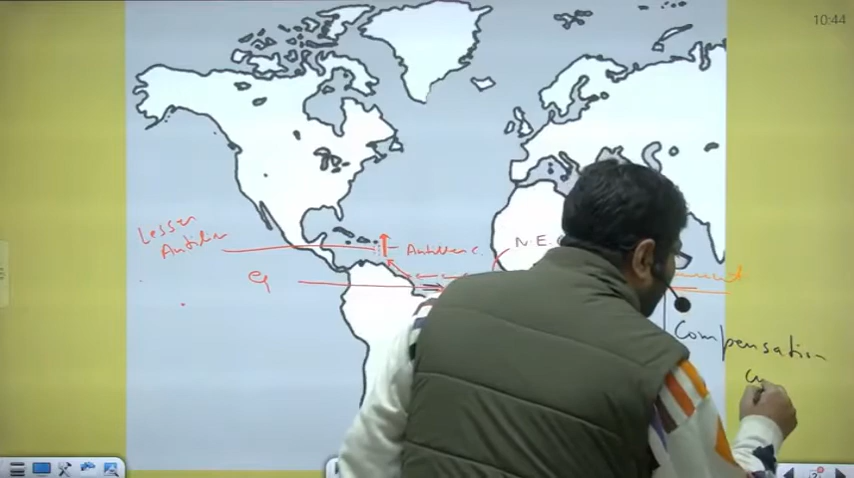 10:44
Lesser
Antilles
Antilles C.
N. E. C
Eq
Compensation